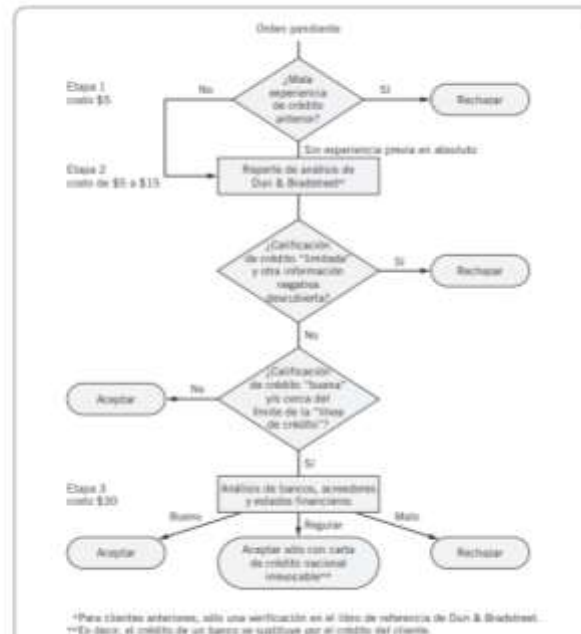 Orden pendiente
Etapa 1
costo $5
¿Mala
experiencia
de crédito
anterior?
No
Sí
Rechazar
Sin experiencia previa en absoluto
Etapa 2
costo de $5 a $15
Reporte de análisis de
Dun & Bradstreet*
¿Calificación
de crédito "limitada"
y otra información
negativa
descubierta?
Sí
Rechazar
No
¿Calificación
de crédito "buena"
y/o cerca del
límite de la "línea
de crédito"?
No
Aceptar
Sí
Etapa 3
costo $30
Análisis de bancos, acreedores
y estados financieros
Bueno
Regular
Malo
Aceptar
Aceptar sólo con carta
de crédito nacional
irrevocable**
Rechazar
*Para clientes anteriores, sólo una verificación en el libro de referencia de Dun & Bradstreet.
**Es decir, el crédito de un banco se sustituye por el crédito del cliente.